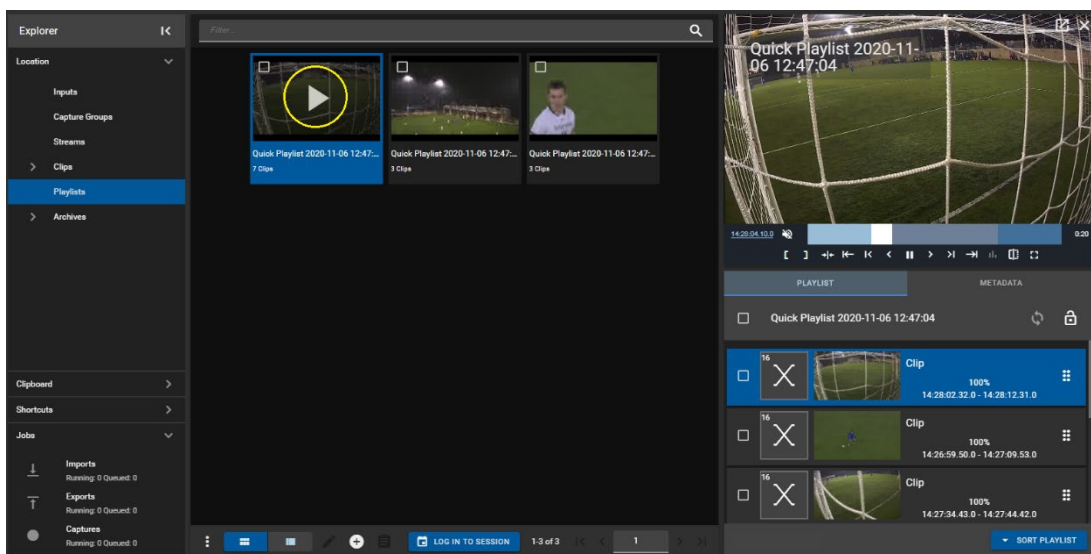 Explorer
Location
Inputs
Capture Groups
Streams
Clips
Playlists
Archives
Clipboard
Shortcuts
Jobs
Imports
Running: 0 Queued: 0
Exports
Running: 0 Queued: 0
Captures
Running: 0 Queued: 0
Filter...
Quick Playlist 2020-11-06 12:47:...
7 Clips
Quick Playlist 2020-11-06 12:47:...
3 Clips
Quick Playlist 2020-11-06 12:47:...
3 Clips
LOG IN TO SESSION
1-3 of 3
1
Quick Playlist 2020-11-
06 12:47:04
14:28:04.10.0
0:20
PLAYLIST
METADATA
Quick Playlist 2020-11-06 12:47:04
16
Clip
100%
14:28:02.32.0 - 14:28:12.31.0
16
Clip
100%
14:26:59.50.0 - 14:27:09.53.0
16
Clip
100%
14:27:34.43.0 - 14:27:44.42.0
SORT PLAYLIST